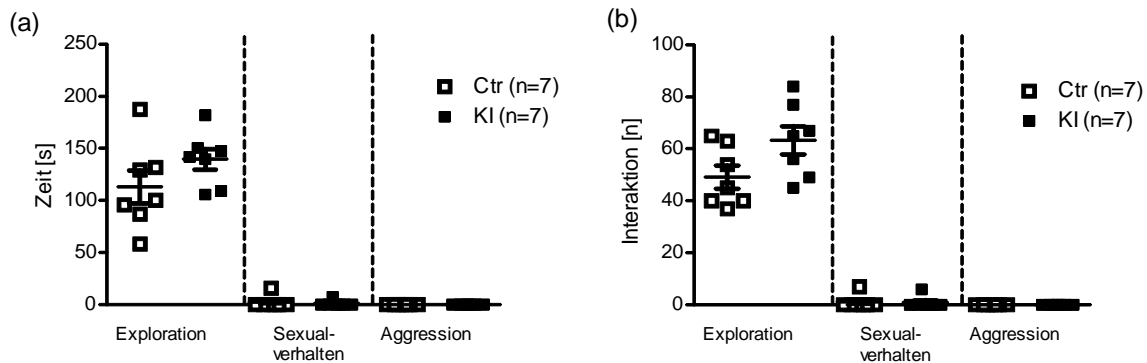 (a)
Zeit [s]
250
200
150
100
50
0
Ctr (n=7)
KI (n=7)
Exploration
Sexual-
verhalten
Aggression
(b)
Interaktion [n]
100
80
60
40
20
0
Ctr (n=7)
KI (n=7)
Exploration
Sexual-
verhalten
Aggression